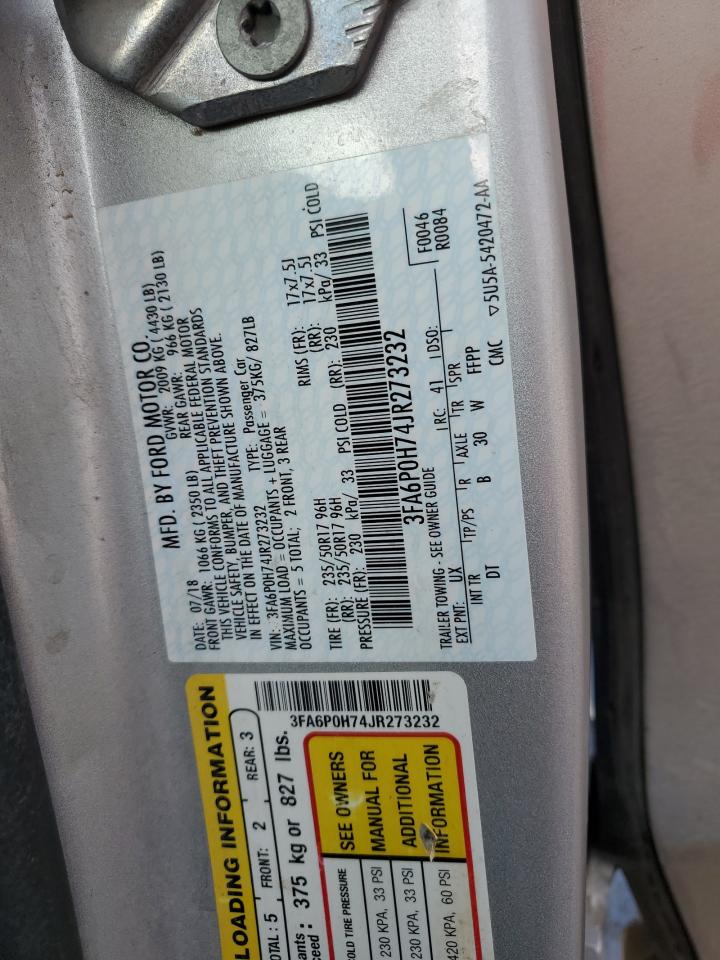 MFD. BY FORD MOTOR CO.
DATE: 07/18 GVWR: 2009 KG ( 4430 LB)
FRONT GAWR: 1066 KG ( 2350 LB) REAR GAWR: 966 KG ( 2130 LB)
THIS VEHICLE CONFORMS TO ALL APPLICABLE FEDERAL MOTOR
VEHICLE SAFETY, BUMPER, AND THEFT PREVENTION STANDARDS
IN EFFECT ON THE DATE OF MANUFACTURE SHOWN ABOVE.
VIN: 3FA6P0H74JR273232 TYPE: Passenger Car
MAXIMUM LOAD = OCCUPANTS + LUGGAGE = 375KG/ 827LB
OCCUPANTS = 5 TOTAL; 2 FRONT, 3 REAR
TIRE (FR): 235/50R17 96H RIMS (FR): 17x7.5J
(RR): 235/50R17 96H (RR): 17x7.5J
PRESSURE (FR): 230 kPa/ 33 PSI COLD (RR): 230 kPa/ 33 PSI COLD
3FA6P0H74JR273232
TRAILER TOWING - SEE OWNER GUIDE F0046
EXT PNT: UX RC: 41 DSO: R0084
INT TR TP/PS R AXLE TR SPR
DT B 30 W FFPP
CMC ▽5U5A-5420472-AA
LOADING INFORMATION
TOTAL : 5 FRONT: 2 REAR: 3
3FA6P0H74JR273232
375 kg or 827 lbs.
COLD TIRE PRESSURE SEE OWNERS
230 KPA, 33 PSI MANUAL FOR
230 KPA, 33 PSI ADDITIONAL
420 KPA, 60 PSI INFORMATION